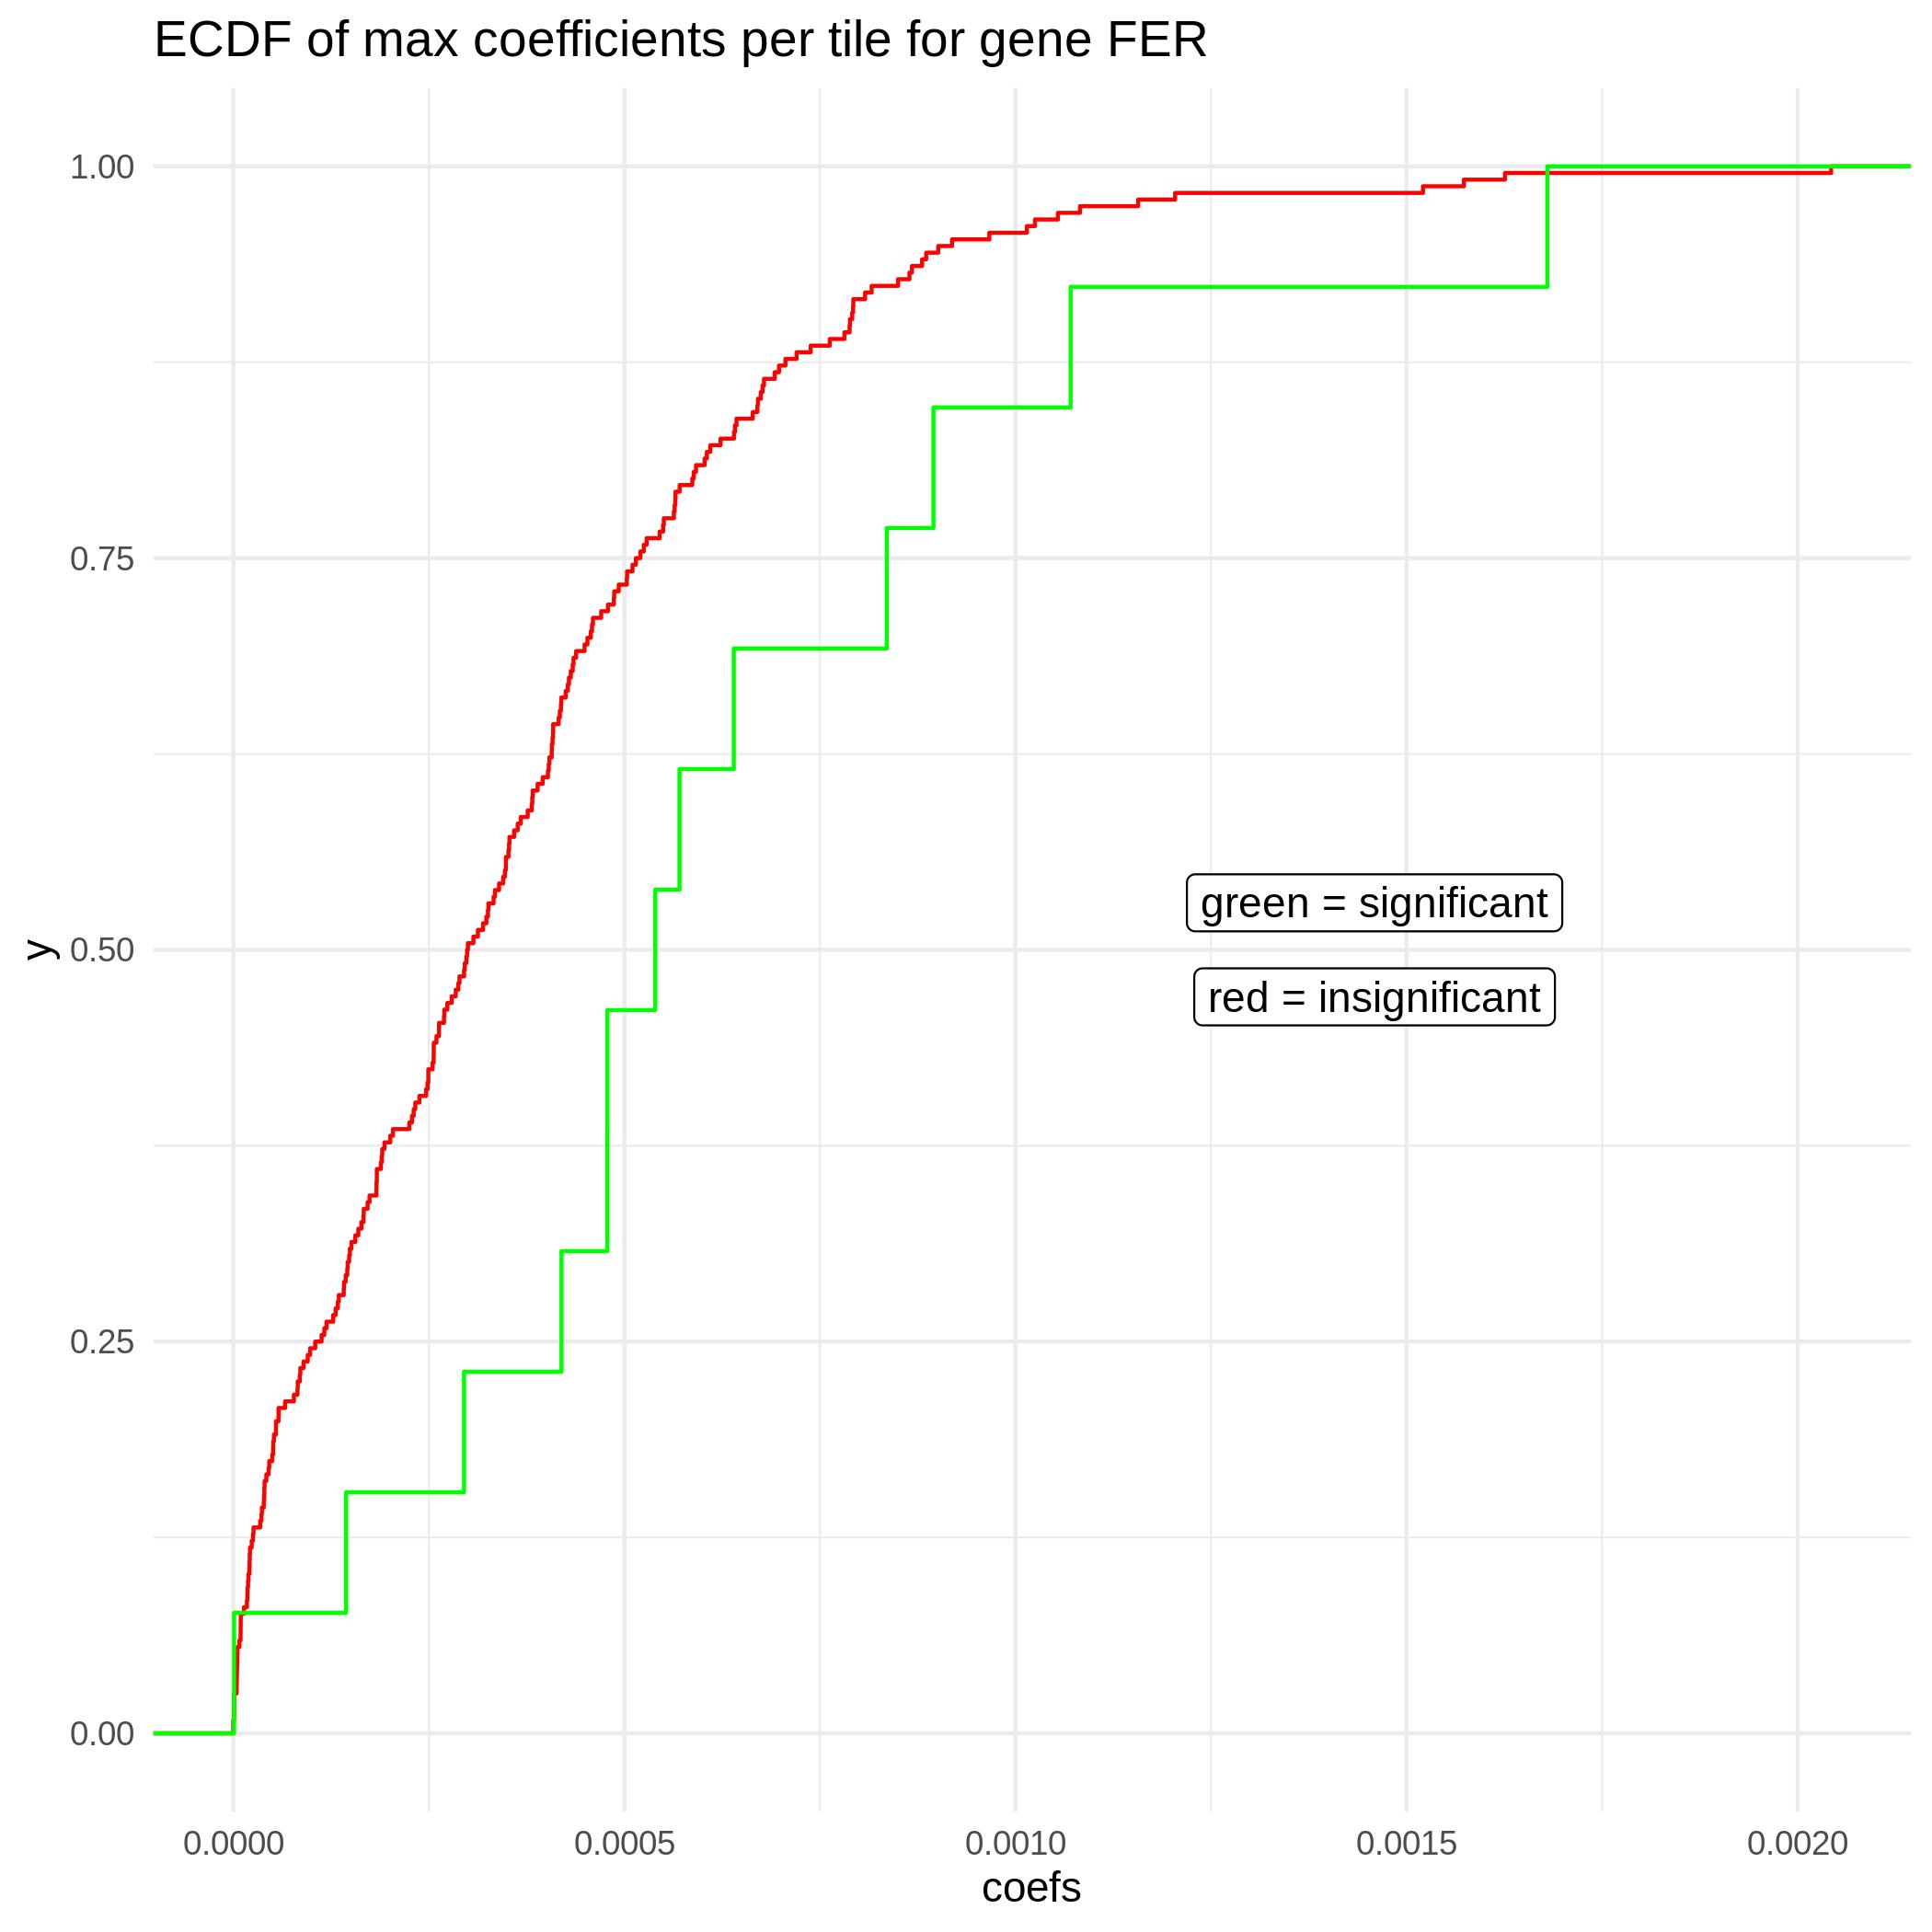 ECDF of max coefficients per tile for gene FER
1.00
0.75
0.50
0.25
0.00
y
green = significant
red = insignificant
0.0000 0.0005 0.0010 0.0015 0.0020
coefs